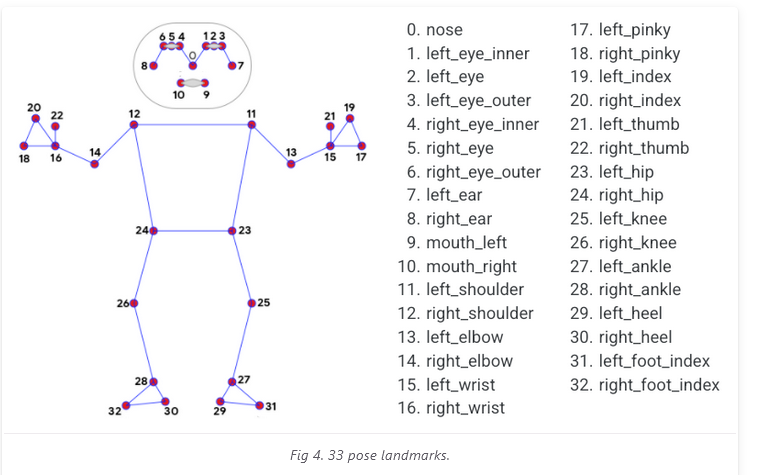 6 5 4 1 2 3
0
8 7
10 9
20 19
22 21
12 11
18 16 14 13 15 17
24 23
26 25
28 27
32 30 29 31
0. nose
1. left_eye_inner
2. left_eye
3. left_eye_outer
4. right_eye_inner
5. right_eye
6. right_eye_outer
7. left_ear
8. right_ear
9. mouth_left
10. mouth_right
11. left_shoulder
12. right_shoulder
13. left_elbow
14. right_elbow
15. left_wrist
16. right_wrist
17. left_pinky
18. right_pinky
19. left_index
20. right_index
21. left_thumb
22. right_thumb
23. left_hip
24. right_hip
25. left_knee
26. right_knee
27. left_ankle
28. right_ankle
29. left_heel
30. right_heel
31. left_foot_index
32. right_foot_index
Fig 4. 33 pose landmarks.